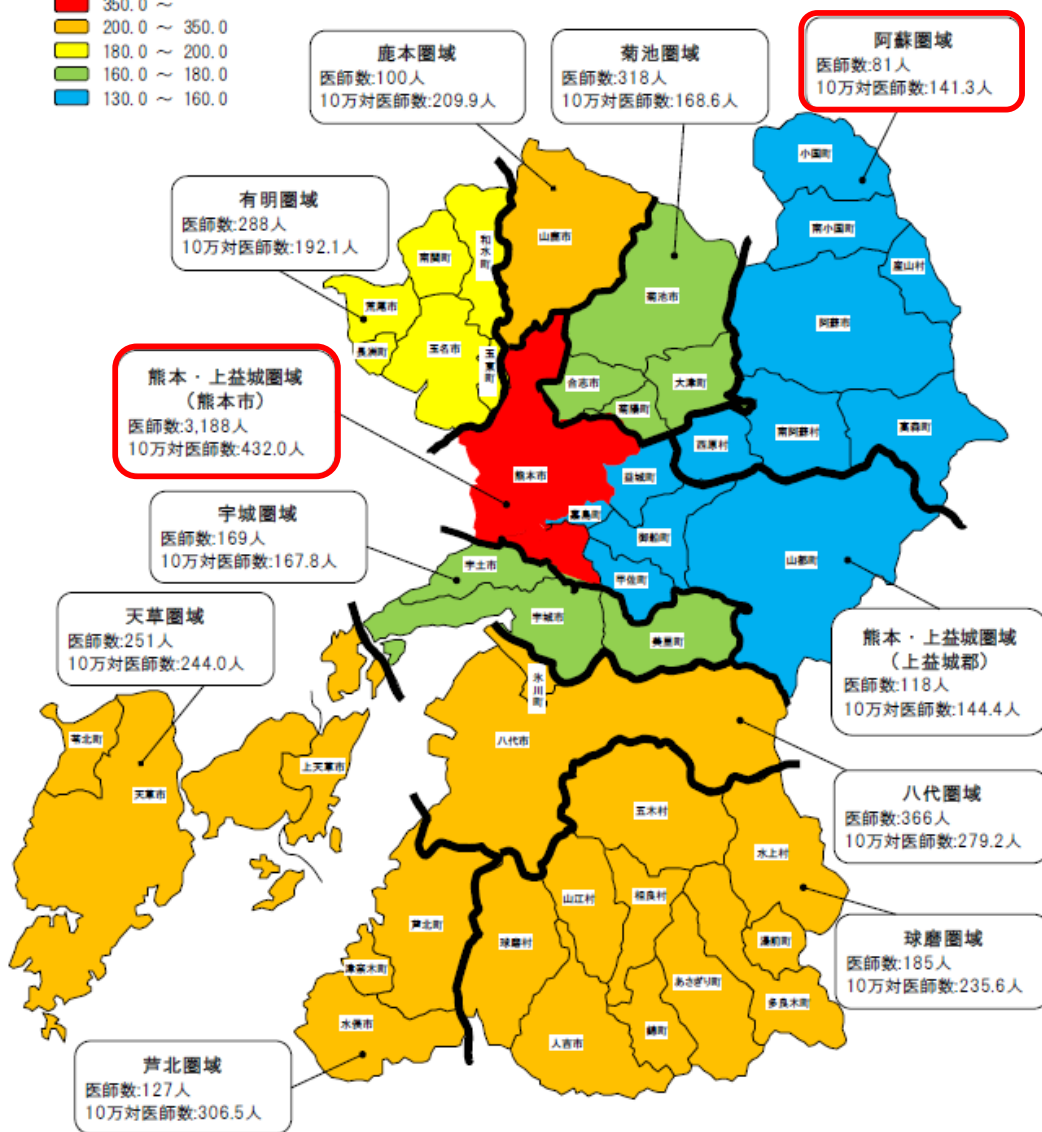 350.0 ～
200.0 ～ 350.0
180.0 ～ 200.0
160.0 ～ 180.0
130.0 ～ 160.0
鹿本圏域
医師数:100人
10万対医師数:209.9人
菊池圏域
医師数:318人
10万対医師数:168.6人
阿蘇圏域
医師数:81人
10万対医師数:141.3人
有明圏域
医師数:288人
10万対医師数:192.1人
熊本・上益城圏域
（熊本市）
医師数:3,188人
10万対医師数:432.0人
宇城圏域
医師数:169人
10万対医師数:167.8人
天草圏域
医師数:251人
10万対医師数:244.0人
熊本・上益城圏域
（上益城郡）
医師数:118人
10万対医師数:144.4人
八代圏域
医師数:366人
10万対医師数:279.2人
球磨圏域
医師数:185人
10万対医師数:235.6人
芦北圏域
医師数:127人
10万対医師数:306.5人
小国町
南小国町
産山村
阿蘇市
高森町
南阿蘇村
西原村
山鹿市
菊池市
合志市
大津町
菊陽町
和水町
南関町
荒尾市
長洲町
玉名市
玉東町
熊本市
益城町
嘉島町
御船町
甲佐町
山都町
宇土市
宇城市
美里町
氷川町
八代市
苓北町
天草市
上天草市
五木村
水上村
山江村
相良村
湯前町
芦北町
球磨村
あさぎり町
多良木町
津奈木町
水俣市
人吉市
錦町